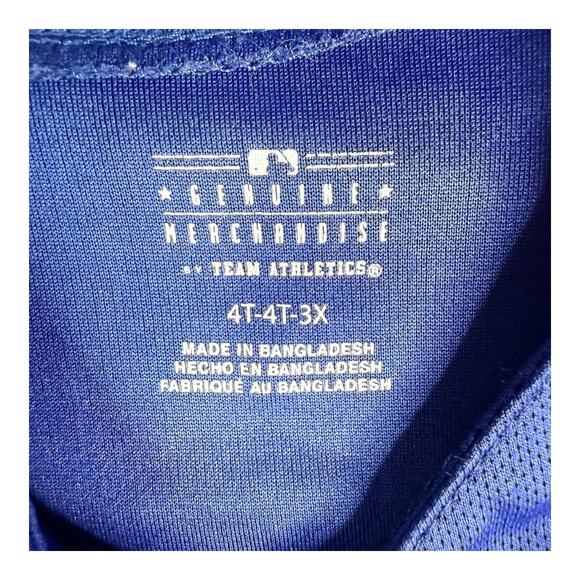 ★ GENUINE ★
MERCHANDISE
BY TEAM ATHLETICS®
4T-4T-3X
MADE IN BANGLADESH
HECHO EN BANGLADESH
FABRIQUÉ AU BANGLADESH